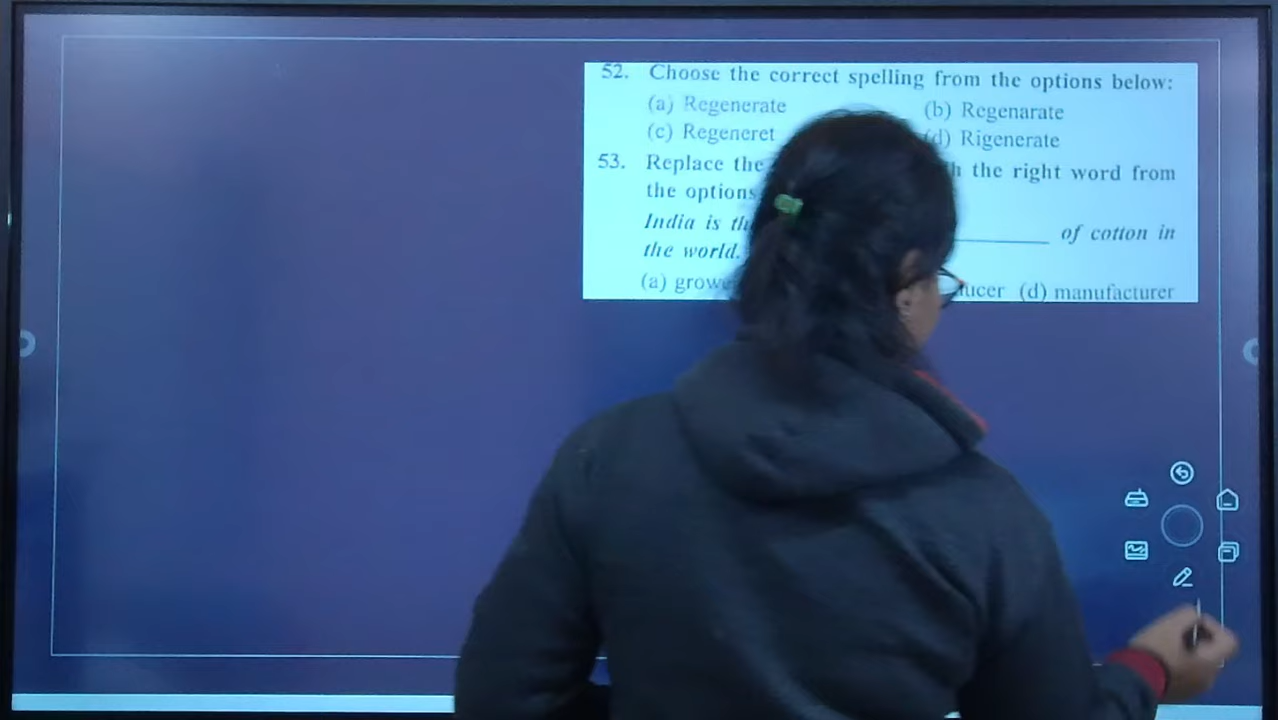 52. Choose the correct spelling from the options below:
(a) Regenerate (b) Regenarate
(c) Regeneret (d) Rigenerate
53. Replace the the right word from
the options
India is of cotton in
the world.
(a) (d) manufacturer